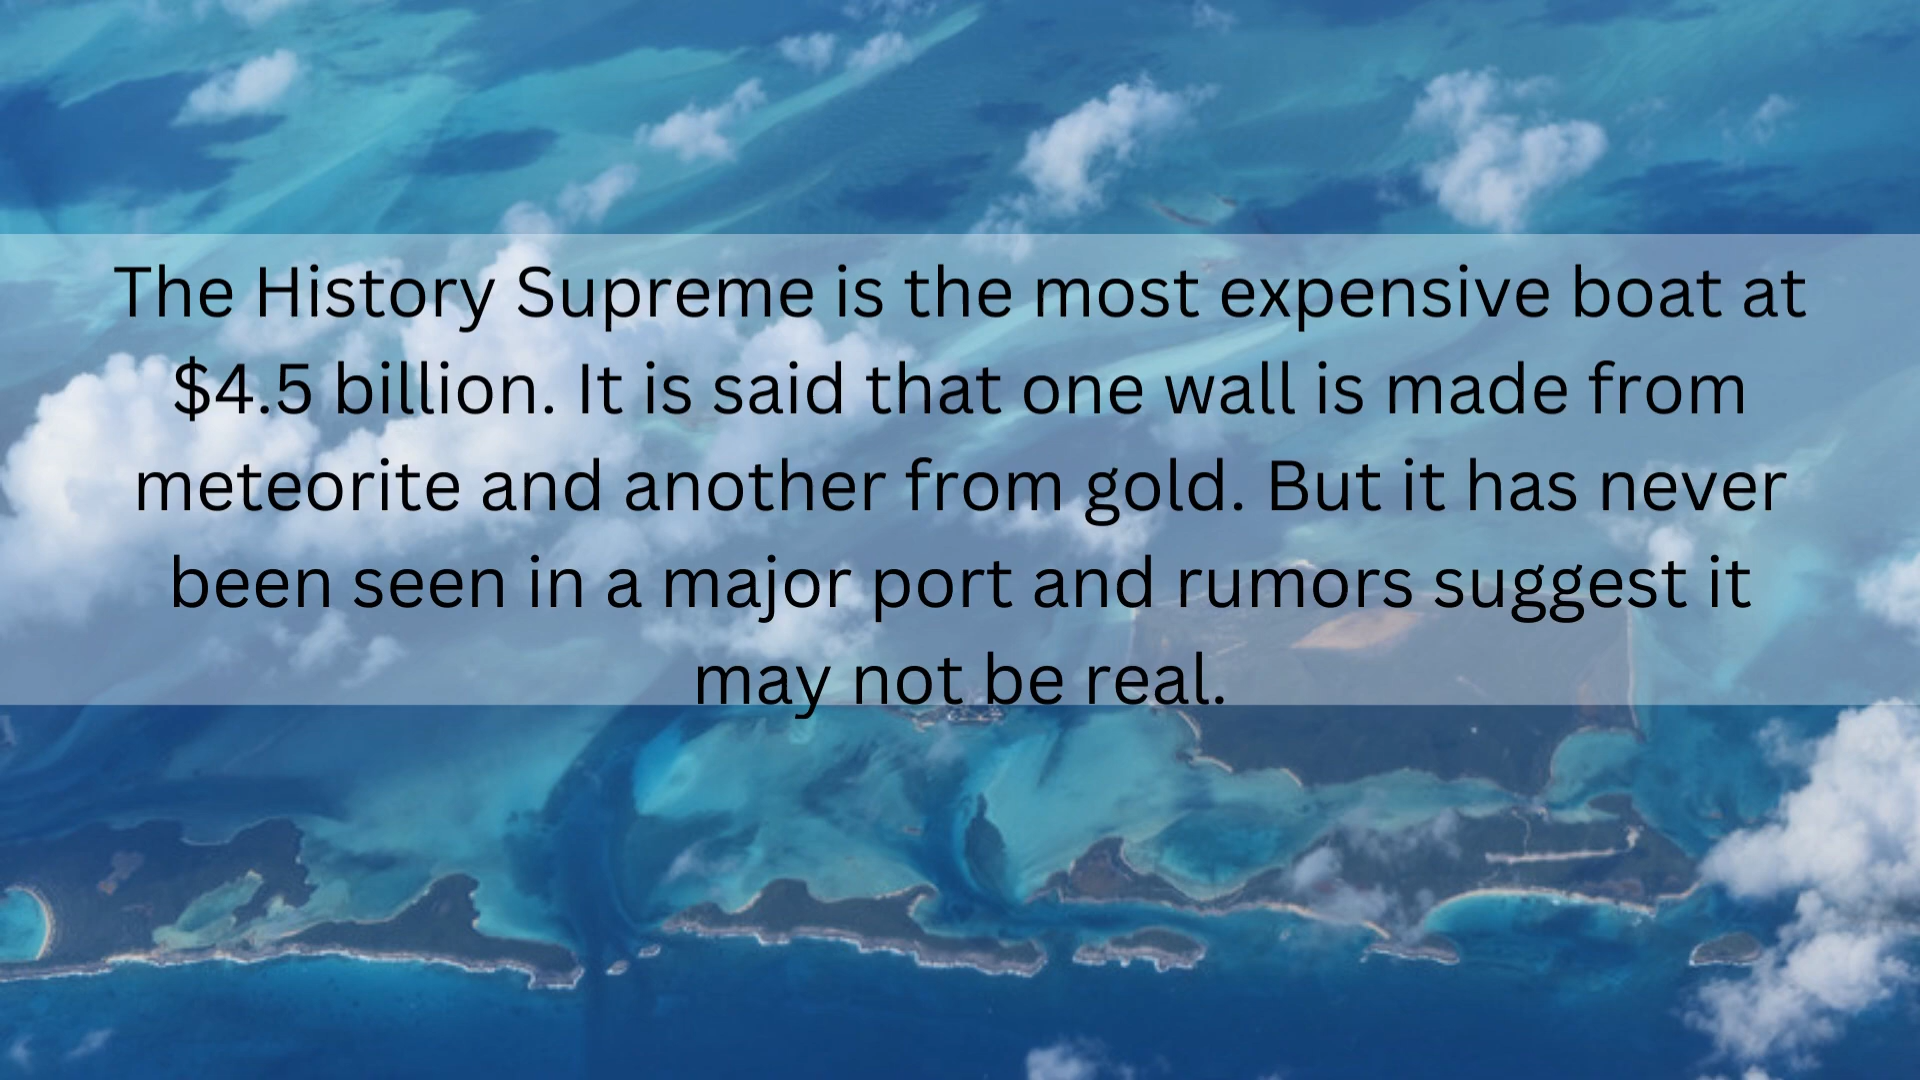 The History Supreme is the most expensive boat at
$4.5 billion. It is said that one wall is made from
meteorite and another from gold. But it has never
been seen in a major port and rumors suggest it
may not be real.